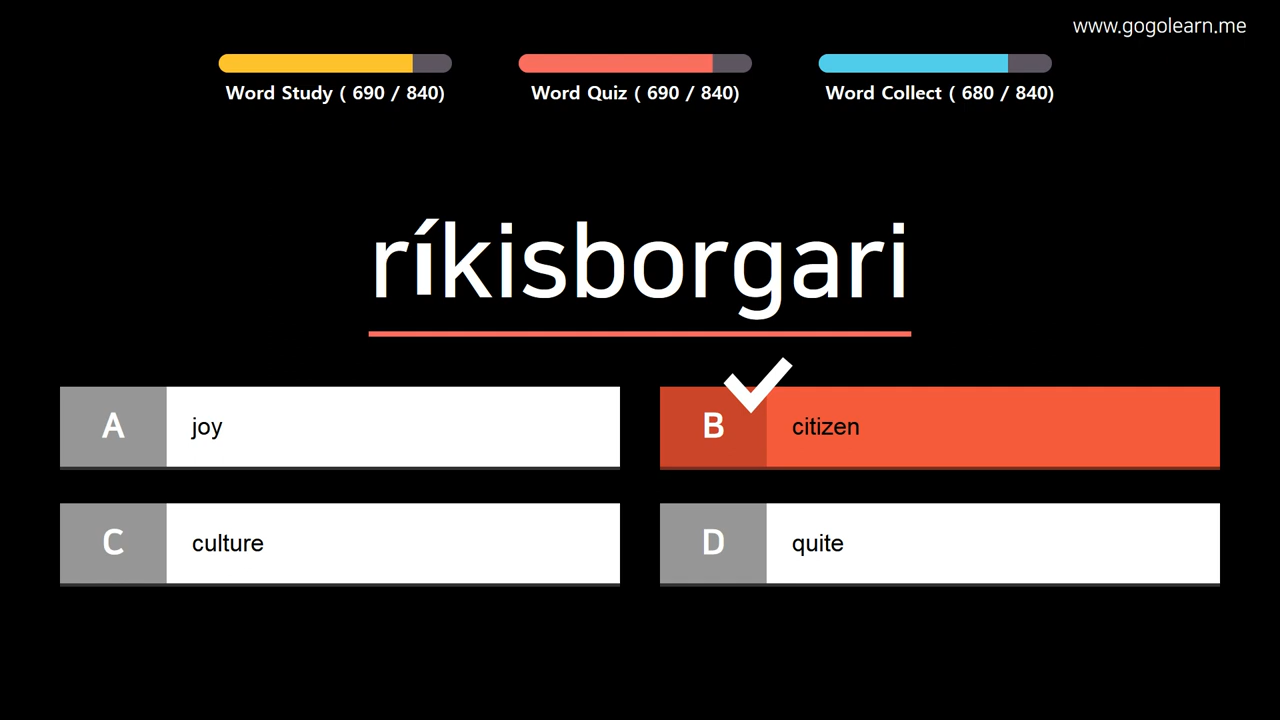 www.gogolearn.me
Word Study ( 690 / 840)
Word Quiz ( 690 / 840)
Word Collect ( 680 / 840)
ríkisborgari
A joy
B citizen
C culture
D quite